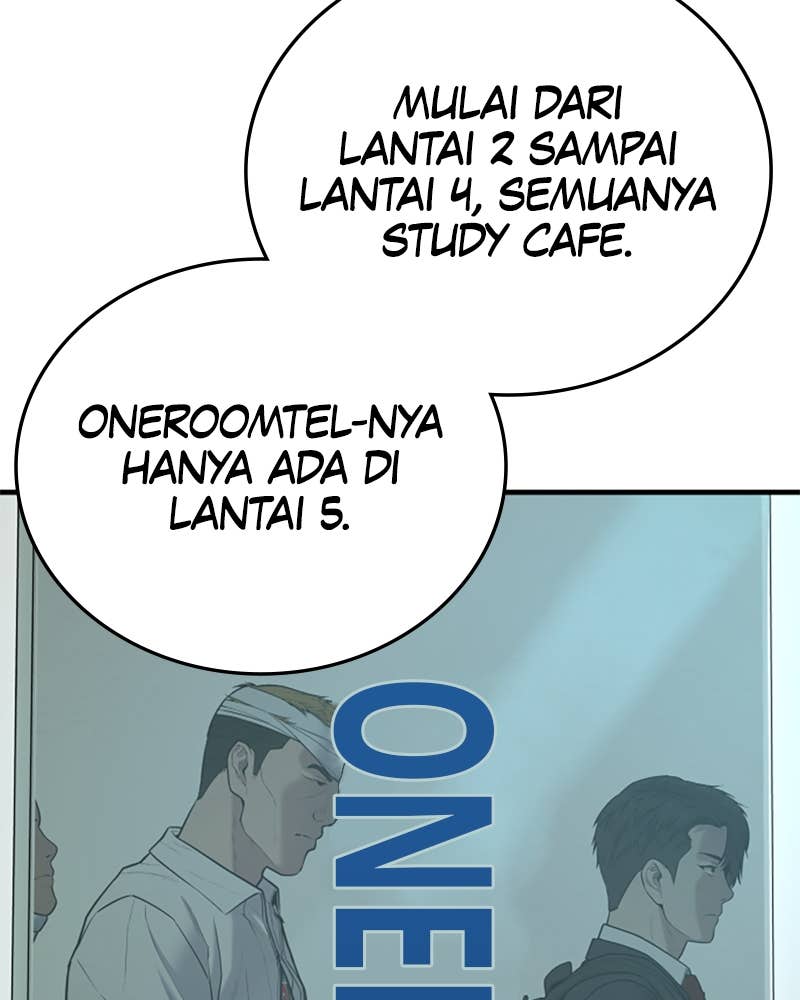 MULAI DARI
LANTAI 2 SAMPAI
LANTAI 4, SEMUANYA
STUDY CAFE.
ONEROOMTEL-NYA
HANYA ADA DI
LANTAI 5.
ONE